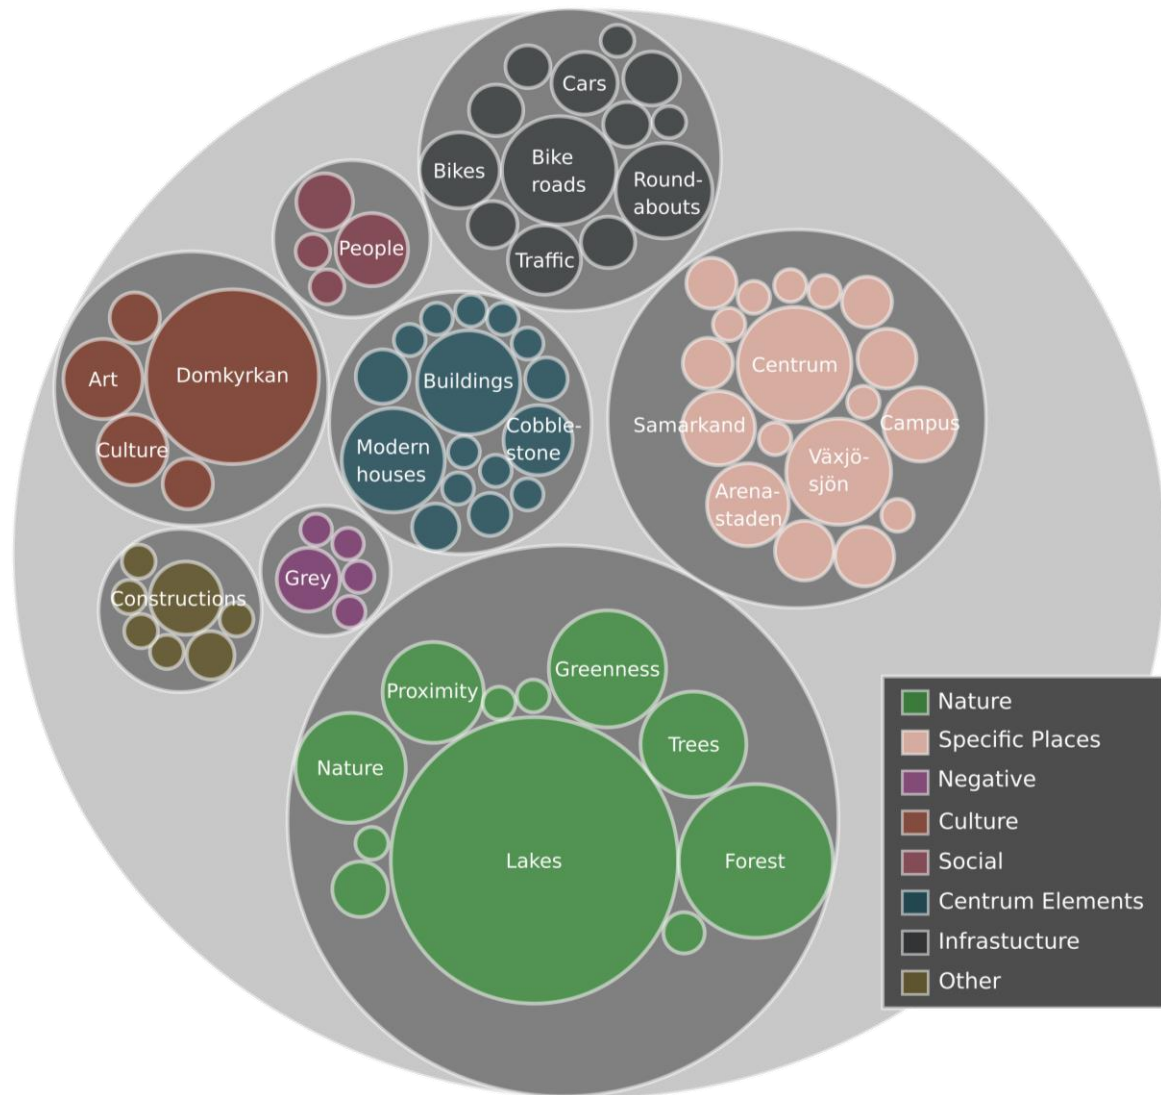 Cars
Bikes
Bike
roads
Round-
abouts
Traffic
People
Art
Domkyrkan
Culture
Buildings
Modern
houses
Cobble-
stone
Centrum
Samarkand
Campus
Växjö-
sjön
Arena-
staden
Grey
Constructions
Greenness
Proximity
Trees
Nature
Lakes
Forest
Nature
Specific Places
Negative
Culture
Social
Centrum Elements
Infrastucture
Other